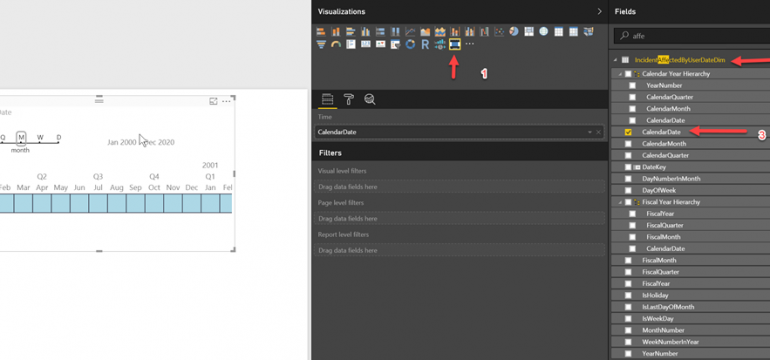 Date
Q M W D
month
Jan 2000 Dec 2020
2001
Q2 Q3 Q4 Q1
Feb Mar Apr May Jun Jul Aug Sep Oct Nov Dec Jan Fel
Visualizations
R
1
Time
CalendarDate
Filters
Visual level filters
Drag data fields here
Page level filters
Drag data fields here
Report level filters
Drag data fields here
Fields
affe
IncidentAffectedByUserDateDim
Calendar Year Hierarchy
YearNumber
CalendarQuarter
CalendarMonth
CalendarDate
CalendarDate
3
CalendarMonth
CalendarQuarter
DateKey
DayNumberInMonth
DayOfWeek
Fiscal Year Hierarchy
FiscalYear
FiscalQuarter
FiscalMonth
CalendarDate
FiscalMonth
FiscalQuarter
FiscalYear
IsHoliday
IsLastDayOfMonth
IsWeekDay
MonthNumber
WeekNumberInYear
YearNumber